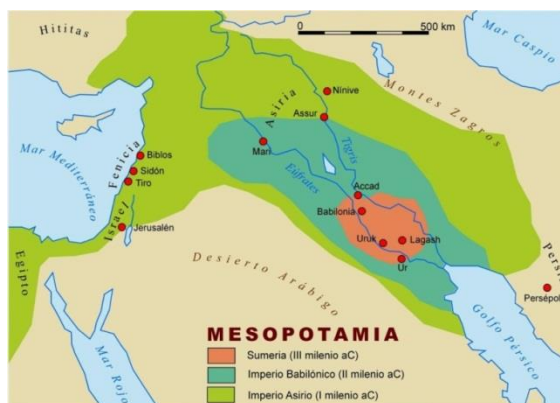 Hititas
0
500 km
Mar Caspio
Nínive
Asiria
Montes Zagros
Assur
Mar Mediterráneo
Fenicia
Biblos
Mari
Tigris
Sidón
Eúfrates
Accad
Tiro
Babilonia
Israel
Jerusalén
Uruk
Lagash
Ur
Egipto
Desierto Arábigo
Persépol
Golfo Pérsico
Mar Rojo
MESOPOTAMIA
Sumeria (III milenio aC)
Imperio Babilónico (II milenio aC)
Imperio Asirio (I milenio aC)